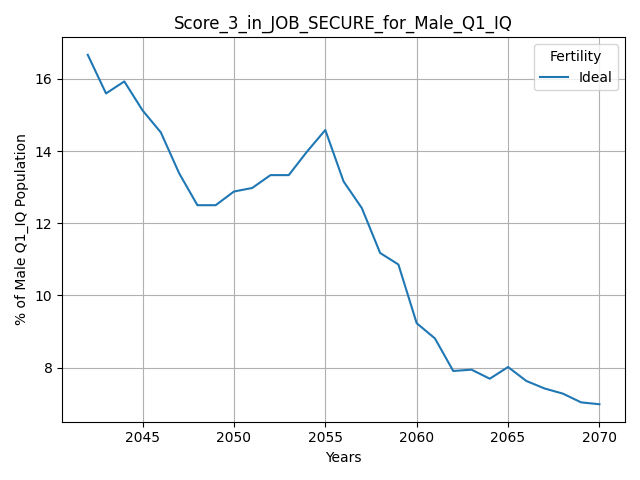 Score_3_in_JOB_SECURE_for_Male_Q1_IQ
Fertility
Ideal
% of Male Q1_IQ Population
16
14
12
10
8
2045 2050 2055 2060 2065 2070
Years